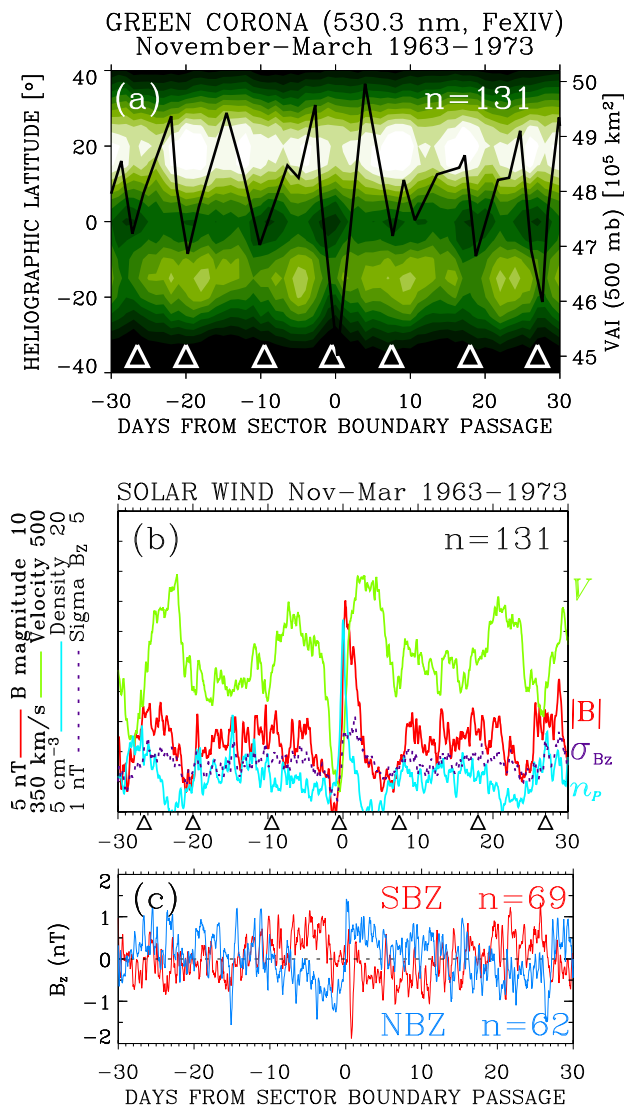 GREEN CORONA (530.3 nm, FeXIV)
November−March 1963−1973
(a)
n=131
HELIOGRAPHIC LATITUDE [º]
40
20
0
−20
−40
50
49
48
47
46
45
VAI (500 mb) [10⁵ km²]
−30 −20 −10 0 10 20 30
DAYS FROM SECTOR BOUNDARY PASSAGE
SOLAR WIND Nov−Mar 1963−1973
(b)
n=131
5 nT B magnitude 10
350 km/s Velocity 500
5 cm⁻³ Density 20
1 nT Sigma Bz 5
V
|B|
σBz
nP
−30 −20 −10 0 10 20 30
(c)
SBZ n=69
NBZ n=62
Bz (nT)
2
1
0
−1
−2
−30 −20 −10 0 10 20 30
DAYS FROM SECTOR BOUNDARY PASSAGE